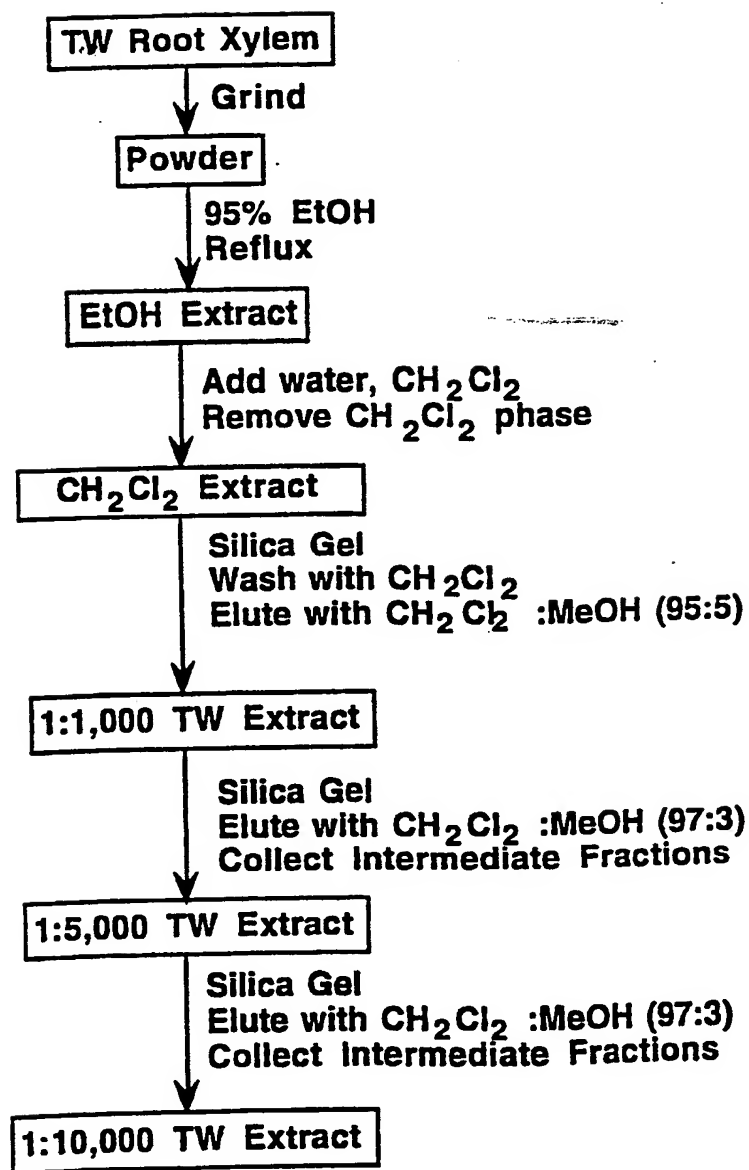 TW Root Xylem
Grind
Powder
95% EtOH
Reflux
EtOH Extract
Add water, CH₂Cl₂
Remove CH₂Cl₂ phase
CH₂Cl₂ Extract
Silica Gel
Wash with CH₂Cl₂
Elute with CH₂Cl₂ :MeOH (95:5)
1:1,000 TW Extract
Silica Gel
Elute with CH₂Cl₂ :MeOH (97:3)
Collect Intermediate Fractions
1:5,000 TW Extract
Silica Gel
Elute with CH₂Cl₂ :MeOH (97:3)
Collect Intermediate Fractions
1:10,000 TW Extract